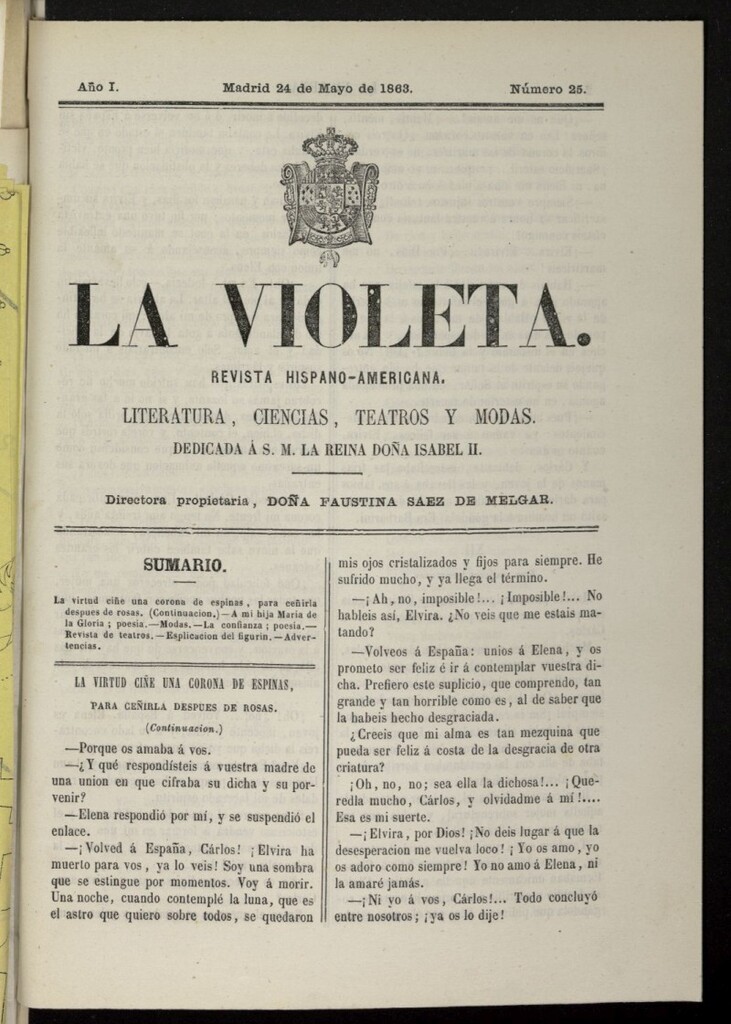 Año I.
Madrid 24 de Mayo de 1863.
Número 25.
LA VIOLETA.
REVISTA HISPANO-AMERICANA.
LITERATURA, CIENCIAS, TEATROS Y MODAS.
DEDICADA Á S. M. LA REINA DOÑA ISABEL II.
Directora propietaria, DOÑA FAUSTINA SAEZ DE MELGAR.
SUMARIO.
La virtud ciñe una corona de espinas, para ceñirla
despues de rosas. (Continuacion.)—A mi hija Maria de
la Gloria; poesia.—Modas.—La confianza; poesia.—
Revista de teatros.—Esplicacion del figurin.—Adver-
tencias.
LA VIRTUD CIÑE UNA CORONA DE ESPINAS,
PARA CEÑIRLA DESPUES DE ROSAS.
(Continuacion.)
—Porque os amaba á vos.
—¿Y qué respondísteis á vuestra madre de
una union en que cifraba su dicha y su por-
venir?
—Elena respondió por mí, y se suspendió el
enlace.
—¡Volved á España, Cárlos! ¡Elvira ha
muerto para vos, ya lo veis! Soy una sombra
que se estingue por momentos. Voy á morir.
Una noche, cuando contemplé la luna, que es
el astro que quiero sobre todos, se quedaron
mis ojos cristalizados y fijos para siempre. He
sufrido mucho, y ya llega el término.
—¡Ah, no, imposible!... ¡Imposible!... No
hableis así, Elvira. ¿No veis que me estais ma-
tando?
—Volveos á España: unios á Elena, y os
prometo ser feliz é ir á contemplar vuestra di-
cha. Prefiero este suplicio, que comprendo, tan
grande y tan horrible como es, al de saber que
la habeis hecho desgraciada.
¿Creeis que mi alma es tan mezquina que
pueda ser feliz á costa de la desgracia de otra
criatura?
¡Oh, no, no; sea ella la dichosa!... ¡Que-
redla mucho, Cárlos, y olvidadme á mí!....
Esa es mi suerte.
—¡Elvira, por Dios! ¡No deis lugar á que la
desesperacion me vuelva loco! ¡Yo os amo, yo
os adoro como siempre! Yo no amo á Elena, ni
la amaré jamás.
—¡Ni yo á vos, Cárlos!... Todo concluyó
entre nosotros; ¡ya os lo dije!